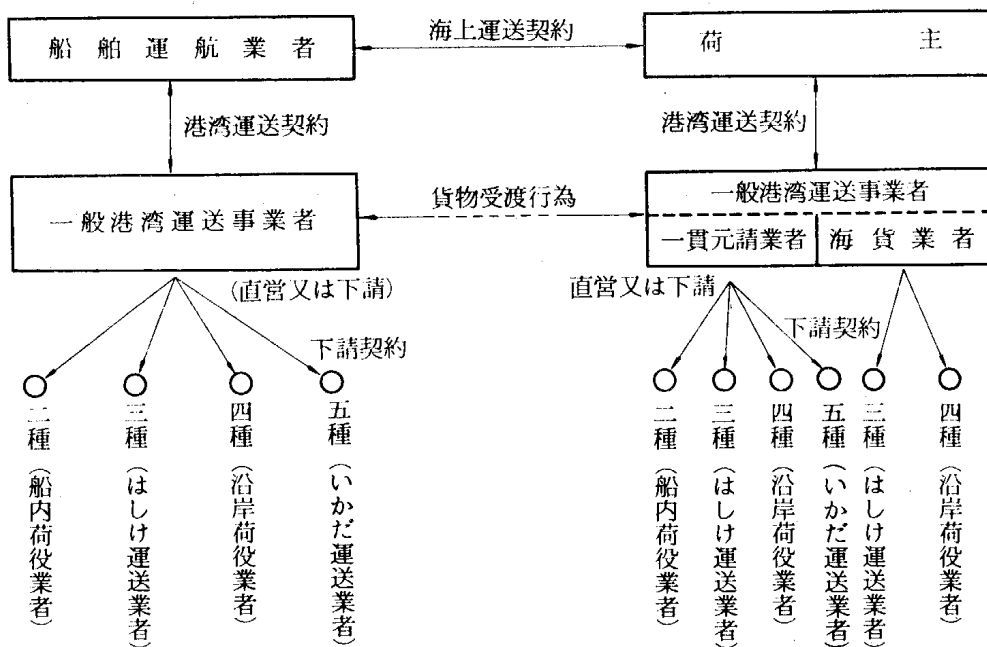 船舶運航業者
海上運送契約
荷主
港湾運送契約
港湾運送契約
一般港湾運送事業者
貨物受渡行為
一般港湾運送事業者
一貫元請業者
海貨業者
(直営又は下請)
直営又は下請
下請契約
下請契約
二種(船内荷役業者)
三種(はしけ運送業者)
四種(沿岸荷役業者)
五種(いかだ運送業者)
二種(船内荷役業者)
三種(はしけ運送業者)
四種(沿岸荷役業者)
五種(いかだ運送業者)
三種(はしけ運送業者)
四種(沿岸荷役業者)